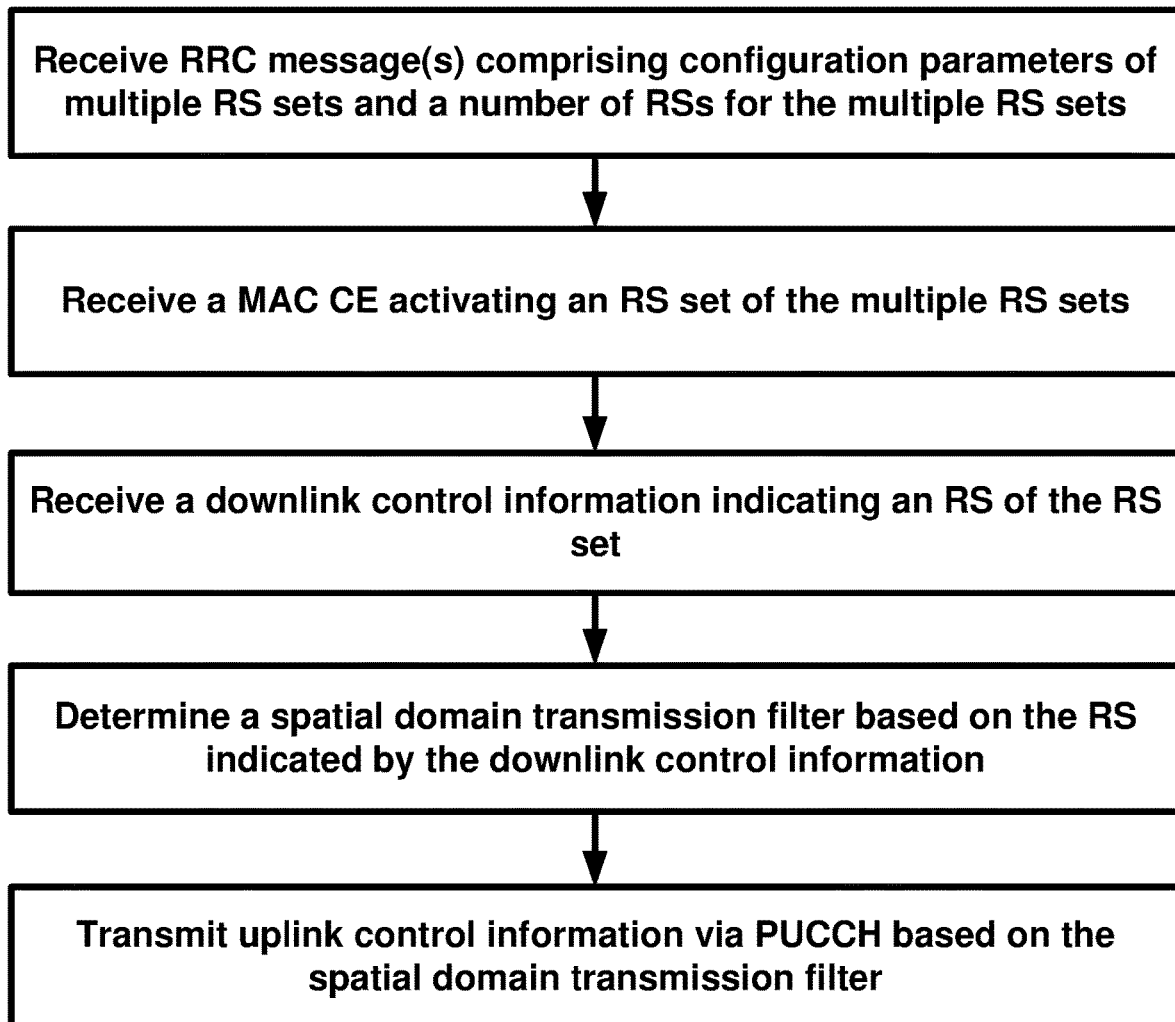 Receive RRC message(s) comprising configuration parameters of
multiple RS sets and a number of RSs for the multiple RS sets
Receive a MAC CE activating an RS set of the multiple RS sets
Receive a downlink control information indicating an RS of the RS
set
Determine a spatial domain transmission filter based on the RS
indicated by the downlink control information
Transmit uplink control information via PUCCH based on the
spatial domain transmission filter